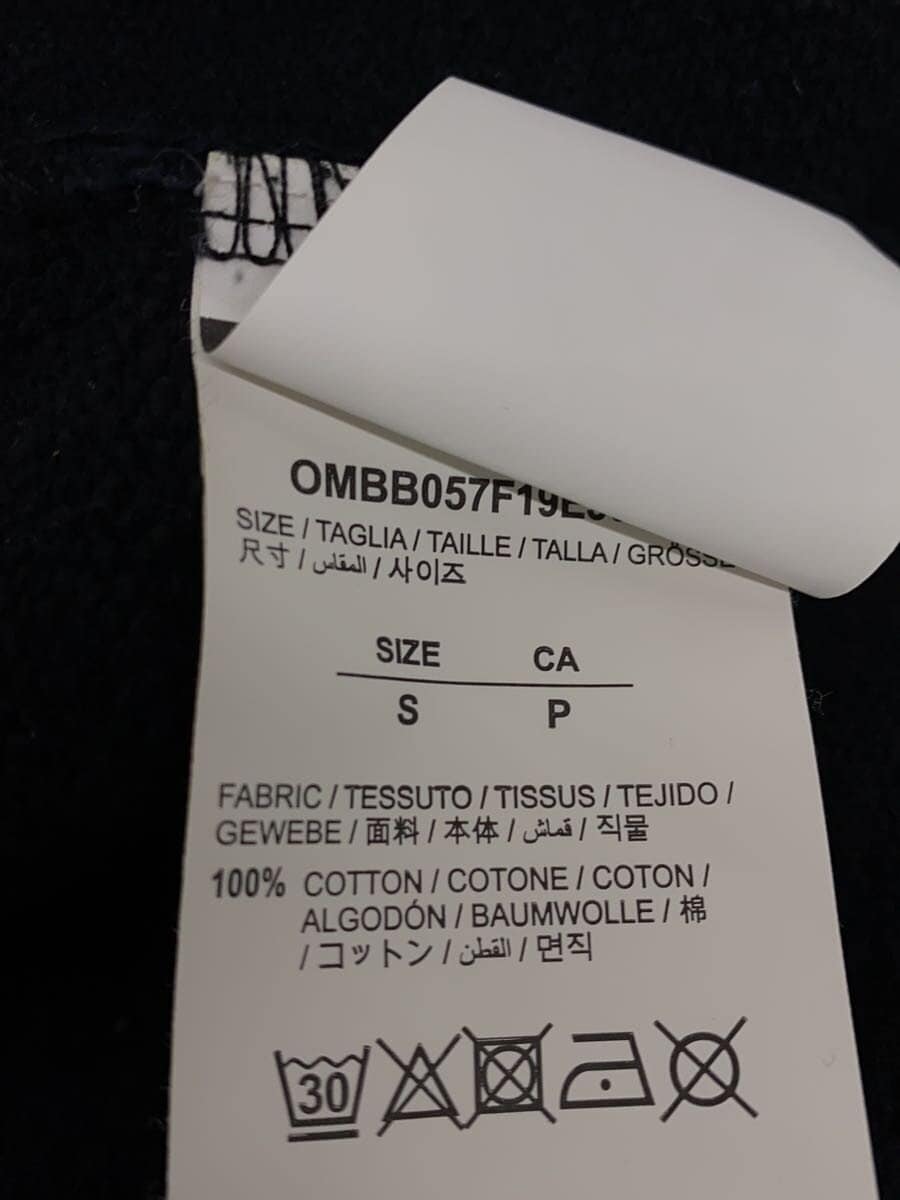 OMBB057F19E
SIZE / TAGLIA / TAILLE / TALLA / GRÖSSE
尺寸 / المقاس / 사이즈
SIZE CA
S P
FABRIC / TESSUTO / TISSUS / TEJIDO /
GEWEBE / 面料 / 本体 / قماش / 직물
100% COTTON / COTONE / COTON /
ALGODÓN / BAUMWOLLE / 棉
/ コットン / القطن / 면직
30